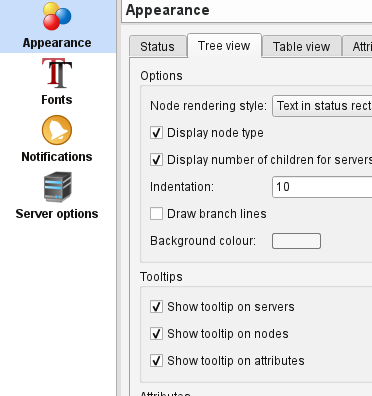 Appearance
Fonts
Notifications
Server options
Appearance
Status Tree view Table view
Options
Node rendering style: Text in status rect
Display node type
Display number of children for servers
Indentation: 10
Draw branch lines
Background colour:
Tooltips
Show tooltip on servers
Show tooltip on nodes
Show tooltip on attributes